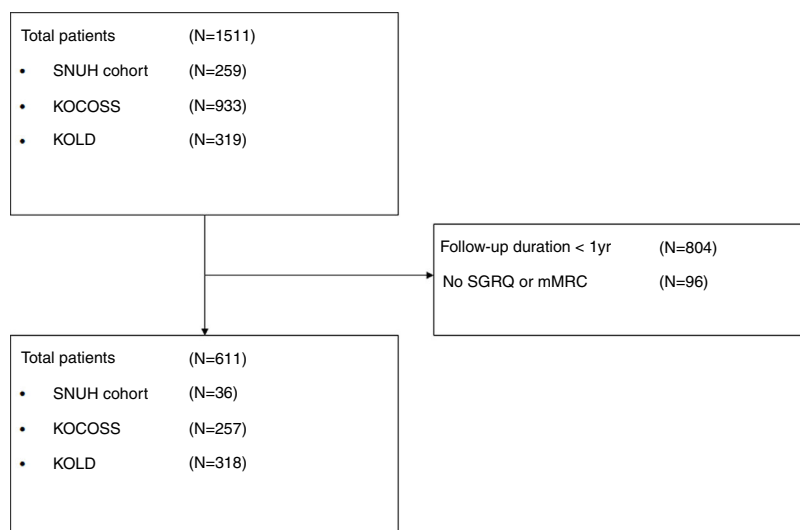 Total patients (N=1511)
• SNUH cohort (N=259)
• KOCOSS (N=933)
• KOLD (N=319)
Follow-up duration < 1yr (N=804)
No SGRQ or mMRC (N=96)
Total patients (N=611)
• SNUH cohort (N=36)
• KOCOSS (N=257)
• KOLD (N=318)